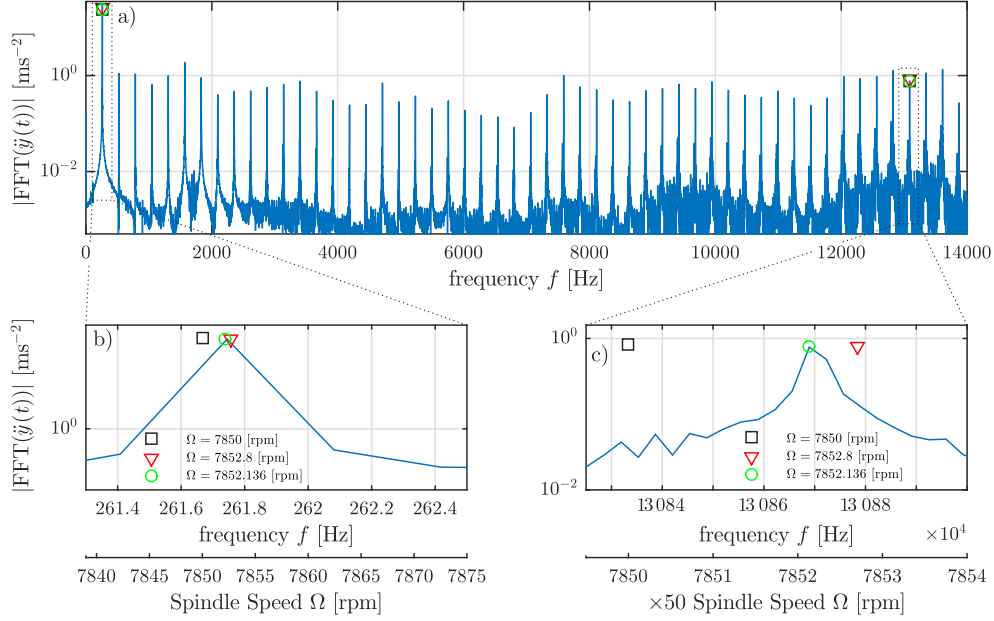 a)
|FFT(ÿ(t))| [ms⁻²]
10⁰
10⁻²
0 2000 4000 6000 8000 10000 12000 14000
frequency f [Hz]
b)
|FFT(ÿ(t))| [ms⁻²]
10⁰
Ω = 7850 [rpm]
Ω = 7852.8 [rpm]
Ω = 7852.136 [rpm]
261.4 261.6 261.8 262 262.2 262.4
frequency f [Hz]
7840 7845 7850 7855 7860 7865 7870 7875
Spindle Speed Ω [rpm]
c)
10⁰
10⁻²
Ω = 7850 [rpm]
Ω = 7852.8 [rpm]
Ω = 7852.136 [rpm]
13 084 13 086 13 088
frequency f [Hz]
×10⁴
7850 7851 7852 7853 7854
×50 Spindle Speed Ω [rpm]